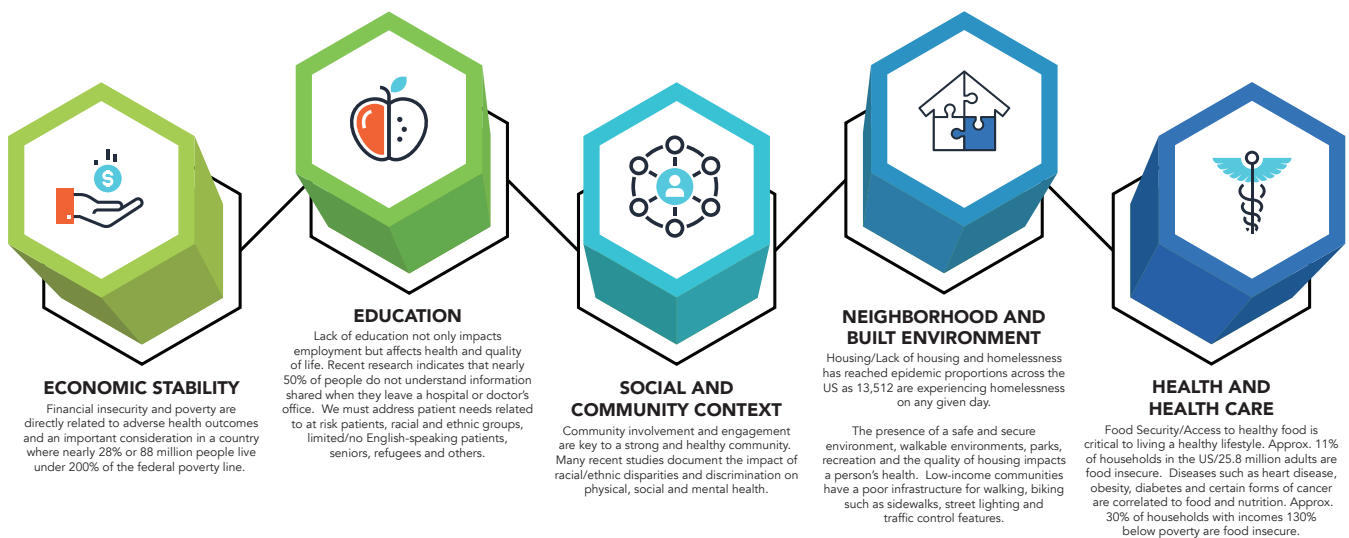 ECONOMIC STABILITY
Financial insecurity and poverty are
directly related to adverse health outcomes
and an important consideration in a country
where nearly 28% or 88 million people live
under 200% of the federal poverty line.
EDUCATION
Lack of education not only impacts
employment but affects health and quality
of life. Recent research indicates that nearly
50% of people do not understand information
shared when they leave a hospital or doctor's
office. We must address patient needs related
to at risk patients, racial and ethnic groups,
limited/no English-speaking patients,
seniors, refugees and others.
SOCIAL AND
COMMUNITY CONTEXT
Community involvement and engagement
are key to a strong and healthy community.
Many recent studies document the impact of
racial/ethnic disparities and discrimination on
physical, social and mental health.
NEIGHBORHOOD AND
BUILT ENVIRONMENT
Housing/Lack of housing and homelessness
has reached epidemic proportions across the
US as 13,512 are experiencing homelessness
on any given day.
The presence of a safe and secure
environment, walkable environments, parks,
recreation and the quality of housing impacts
a person's health. Low-income communities
have a poor infrastructure for walking, biking
such as sidewalks, street lighting and
traffic control features.
HEALTH AND
HEALTH CARE
Food Security/Access to healthy food is
critical to living a healthy lifestyle. Approx. 11%
of households in the US/25.8 million adults are
food insecure. Diseases such as heart disease,
obesity, diabetes and certain forms of cancer
are correlated to food and nutrition. Approx.
30% of households with incomes 130%
below poverty are food insecure.